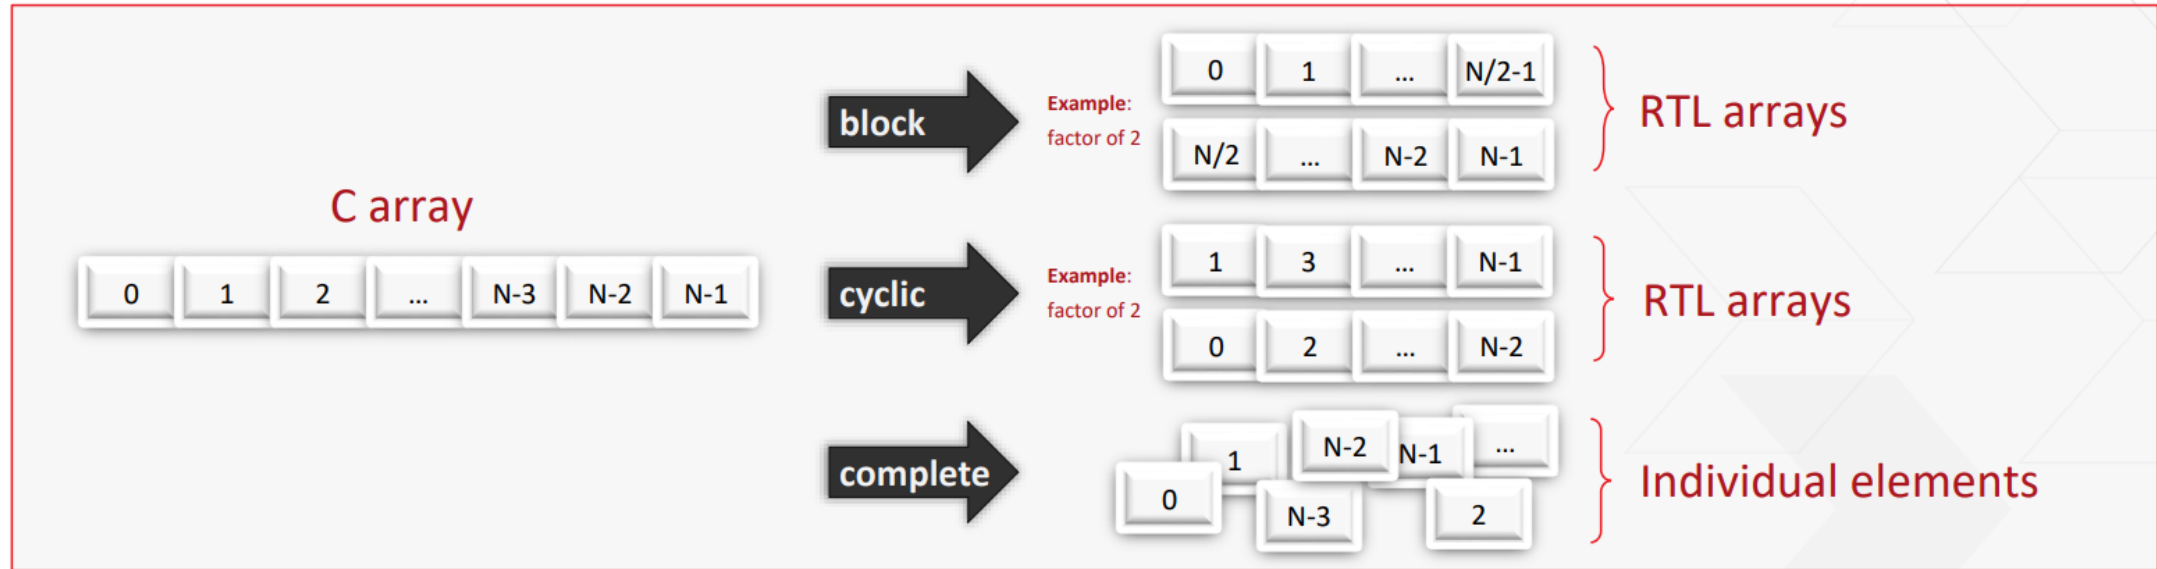 C array
0 1 2 ... N-3 N-2 N-1
block
Example:
factor of 2
0 1 ... N/2-1
N/2 ... N-2 N-1
RTL arrays
cyclic
Example:
factor of 2
1 3 ... N-1
0 2 ... N-2
RTL arrays
complete
0 1 N-2 N-1 ...
N-3 2
Individual elements